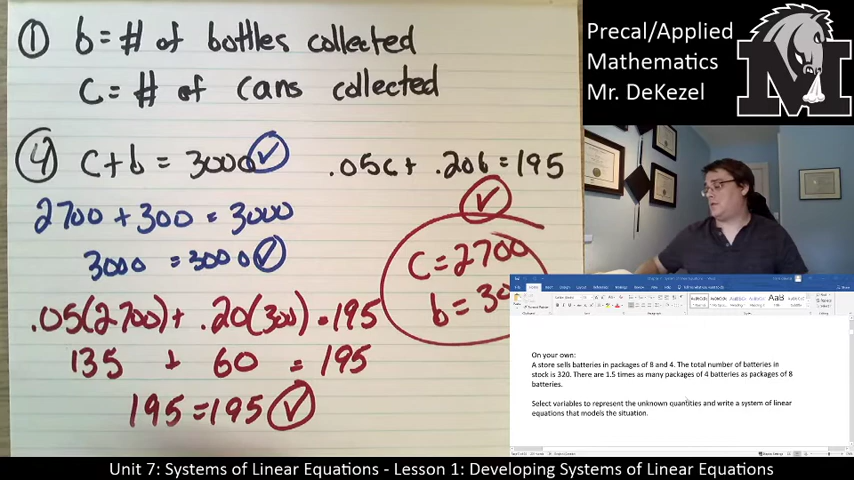 ① b = # of bottles collected
c = # of cans collected
④ c + b = 3000 ✓ .05c + .20b = 195
2700 + 300 = 3000
3000 = 3000 ✓
✓
c = 2700
b = 30
.05(2700) + .20(300) = 195
135 + 60 = 195
195 = 195 ✓
Precal/Applied
Mathematics
Mr. DeKezel
M
On your own:
A store sells batteries in packages of 8 and 4. The total number of batteries in
stock is 320. There are 1.5 times as many packages of 4 batteries as packages of 8
batteries.
Select variables to represent the unknown quantities and write a system of linear
equations that models the situation.
Unit 7: Systems of Linear Equations - Lesson 1: Developing Systems of Linear Equations